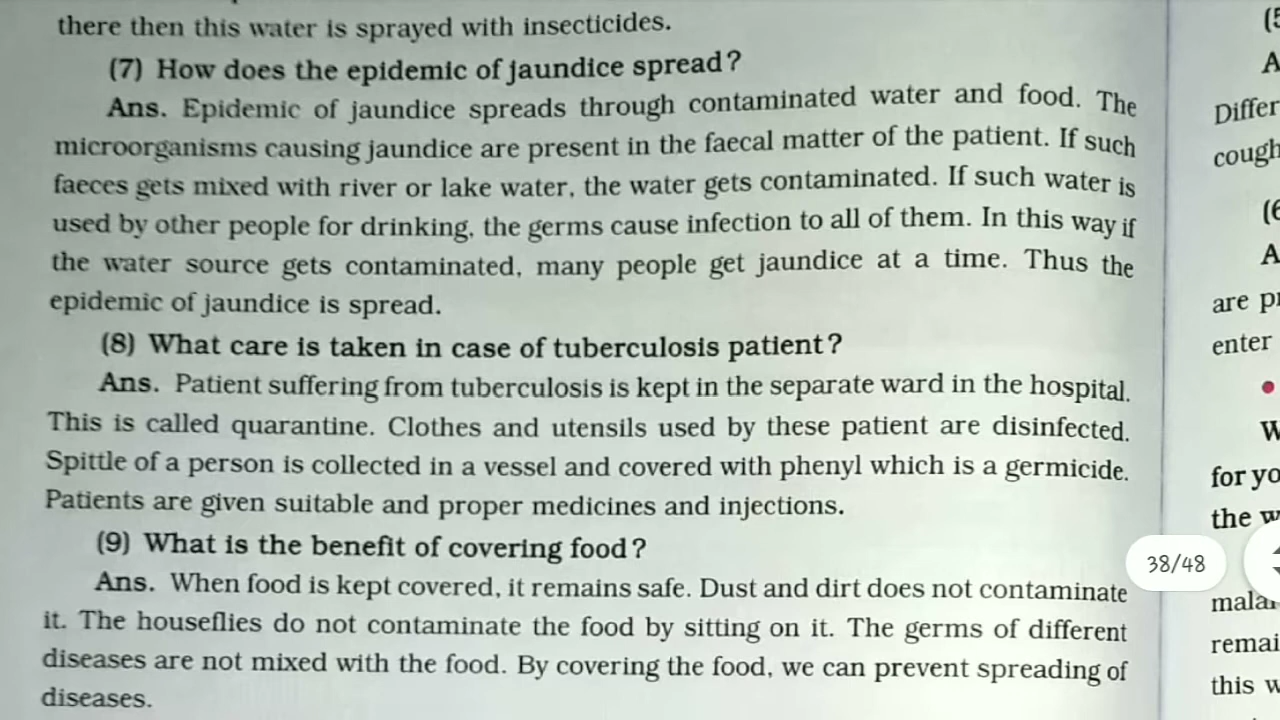 there then this water is sprayed with insecticides.
(7) How does the epidemic of jaundice spread?
Ans. Epidemic of jaundice spreads through contaminated water and food. The
microorganisms causing jaundice are present in the faecal matter of the patient. If such
faeces gets mixed with river or lake water, the water gets contaminated. If such water is
used by other people for drinking, the germs cause infection to all of them. In this way if
the water source gets contaminated, many people get jaundice at a time. Thus the
epidemic of jaundice is spread.
(8) What care is taken in case of tuberculosis patient?
Ans. Patient suffering from tuberculosis is kept in the separate ward in the hospital.
This is called quarantine. Clothes and utensils used by these patient are disinfected.
Spittle of a person is collected in a vessel and covered with phenyl which is a germicide.
Patients are given suitable and proper medicines and injections.
(9) What is the benefit of covering food?
Ans. When food is kept covered, it remains safe. Dust and dirt does not contaminate
it. The houseflies do not contaminate the food by sitting on it. The germs of different
diseases are not mixed with the food. By covering the food, we can prevent spreading of
diseases.
A
Differ
cough
A
are
enter
W
for yo
the w
38/48
remai
this w